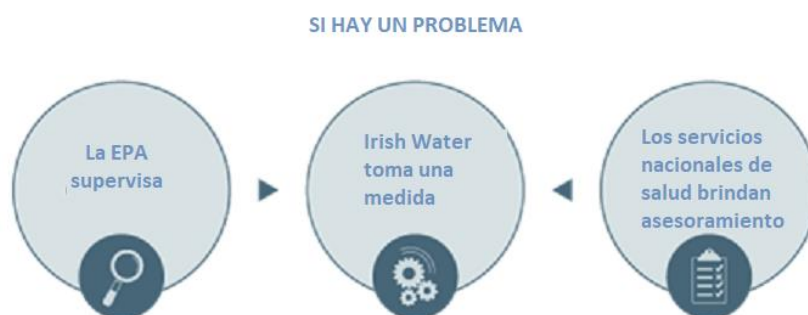 SI HAY UN PROBLEMA
La EPA
supervisa
Irish Water
toma una
medida
Los servicios
nacionales de
salud brindan
asesoramiento